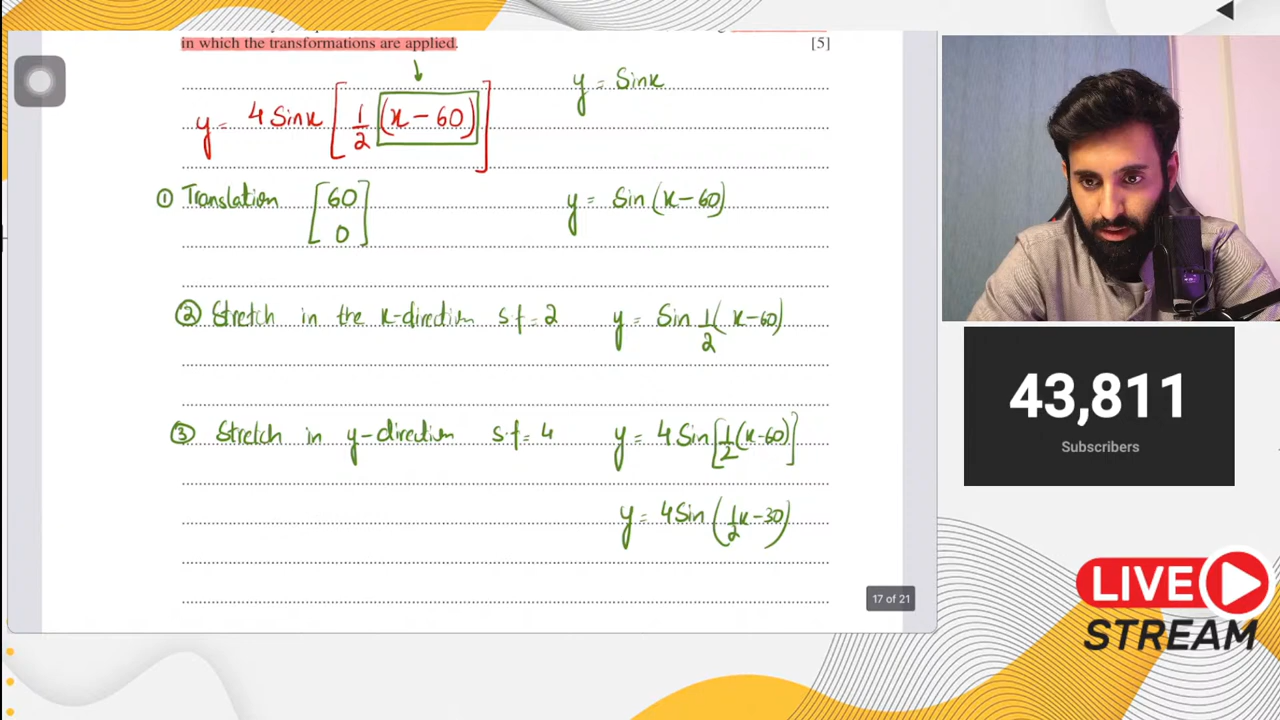 in which the transformations are applied. [5]
y = Sinx
y = 4 Sinx [ 1/2 (x - 60) ]
① Translation [60 0] y = Sin(x-60)
② Stretch in the x-direction s.f = 2 y = Sin 1/2 (x-60)
③ Stretch in y-direction s.f = 4 y = 4 Sin [1/2 (x-60)]
y = 4 Sin (1/2 x - 30)
17 of 21
43,811
Subscribers
LIVE
STREAM